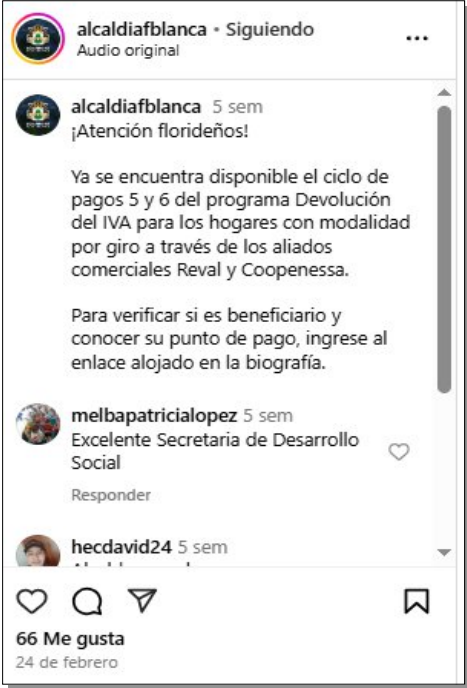 alcaldiafblanca • Siguiendo
Audio original
alcaldiafblanca 5 sem
¡Atención florideños!
Ya se encuentra disponible el ciclo de
pagos 5 y 6 del programa Devolución
del IVA para los hogares con modalidad
por giro a través de los aliados
comerciales Reval y Coopenessa.
Para verificar si es beneficiario y
conocer su punto de pago, ingrese al
enlace alojado en la biografía.
melbapatricialopez 5 sem
Excelente Secretaria de Desarrollo
Social
Responder
hecdavid24 5 sem
66 Me gusta
24 de febrero